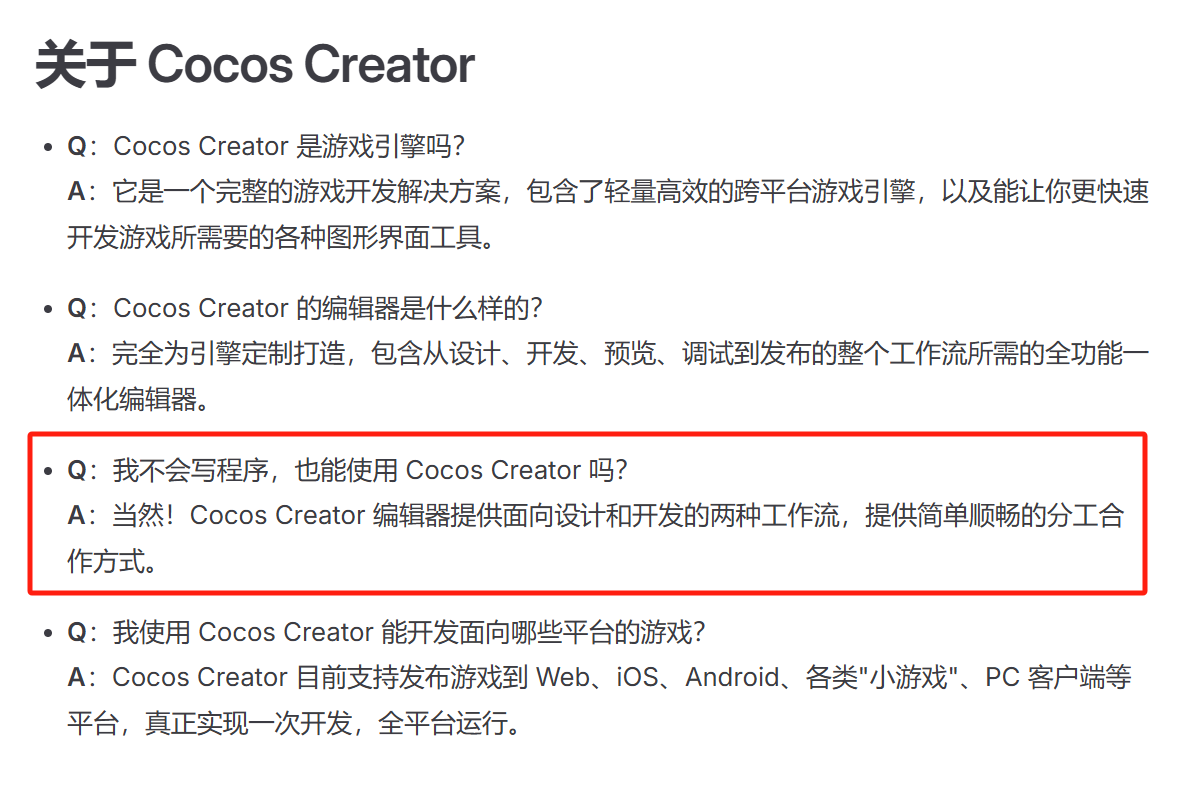 关于 Cocos Creator
• Q：Cocos Creator 是游戏引擎吗？
A：它是一个完整的游戏开发解决方案，包含了轻量高效的跨平台游戏引擎，以及能让你更快速
开发游戏所需要的各种图形界面工具。
• Q：Cocos Creator 的编辑器是什么样的？
A：完全为引擎定制打造，包含从设计、开发、预览、调试到发布的整个工作流所需的全功能一
体化编辑器。
• Q：我不会写程序，也能使用 Cocos Creator 吗？
A：当然！Cocos Creator 编辑器提供面向设计和开发的两种工作流，提供简单顺畅的分工合
作方式。
• Q：我使用 Cocos Creator 能开发面向哪些平台的游戏？
A：Cocos Creator 目前支持发布游戏到 Web、iOS、Android、各类"小游戏"、PC 客户端等
平台，真正实现一次开发，全平台运行。